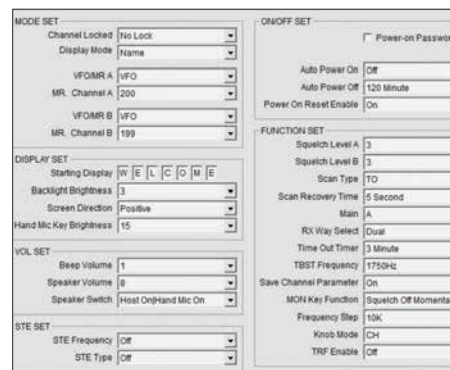 MODE SET
Channel Locked No Lock
Display Mode Name
VFO/MR A VFO
MR. Channel A 200
VFO/MR B VFO
MR. Channel B 199
DISPLAY SET
Starting Display W E L C O M E
Backlight Brightness 3
Screen Direction Positive
Hand Mic Key Brightness 15
VOL SET
Beep Volume 1
Speaker Volume 8
Speaker Switch Host On|Hand Mic On
STE SET
STE Frequency Off
STE Type Off
ON/OFF SET
Power-on Passwor
Auto Power On Off
Auto Power Off 120 Minute
Power On Reset Enable On
FUNCTION SET
Squelch Level A 3
Squelch Level B 3
Scan Type TO
Scan Recovery Time 5 Second
Main A
RX Way Select Dual
Time Out Timer 3 Minute
TBST Frequency 1750Hz
Save Channel Parameter On
MON Key Function Squelch Off Momenta
Frequency Step 10K
Knob Mode CH
TRF Enable Off